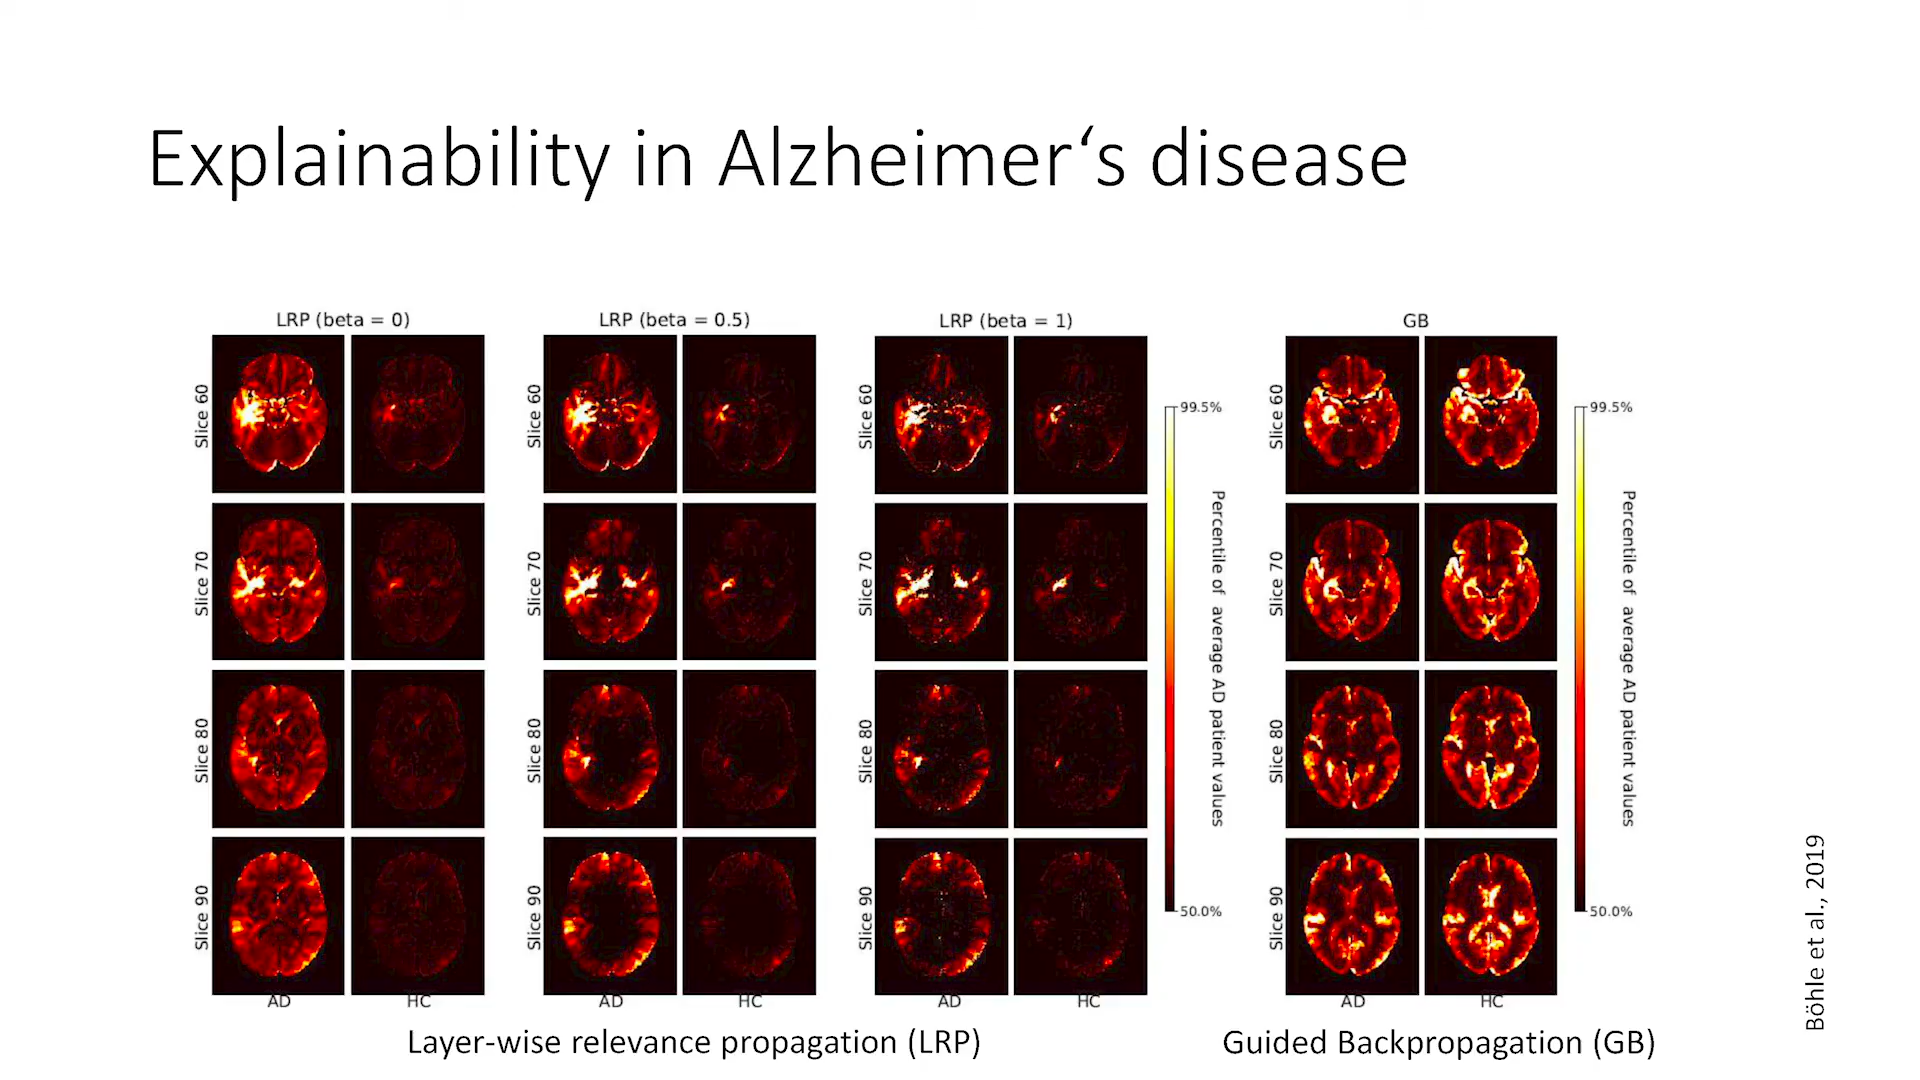 Explainability in Alzheimer‘s disease
LRP (beta = 0)
LRP (beta = 0.5)
LRP (beta = 1)
GB
Slice 60
Slice 60
Slice 60
Slice 60
Slice 70
Slice 70
Slice 70
Slice 70
Slice 80
Slice 80
Slice 80
Slice 80
Slice 90
Slice 90
Slice 90
Slice 90
99.5%
Percentile of average AD patient values
50.0%
99.5%
Percentile of average AD patient values
50.0%
AD
HC
AD
HC
AD
HC
AD
HC
Layer-wise relevance propagation (LRP)
Guided Backpropagation (GB)
Böhle et al., 2019